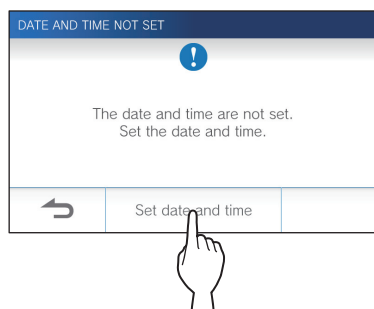 DATE AND TIME NOT SET
The date and time are not set.
Set the date and time.
Set date and time